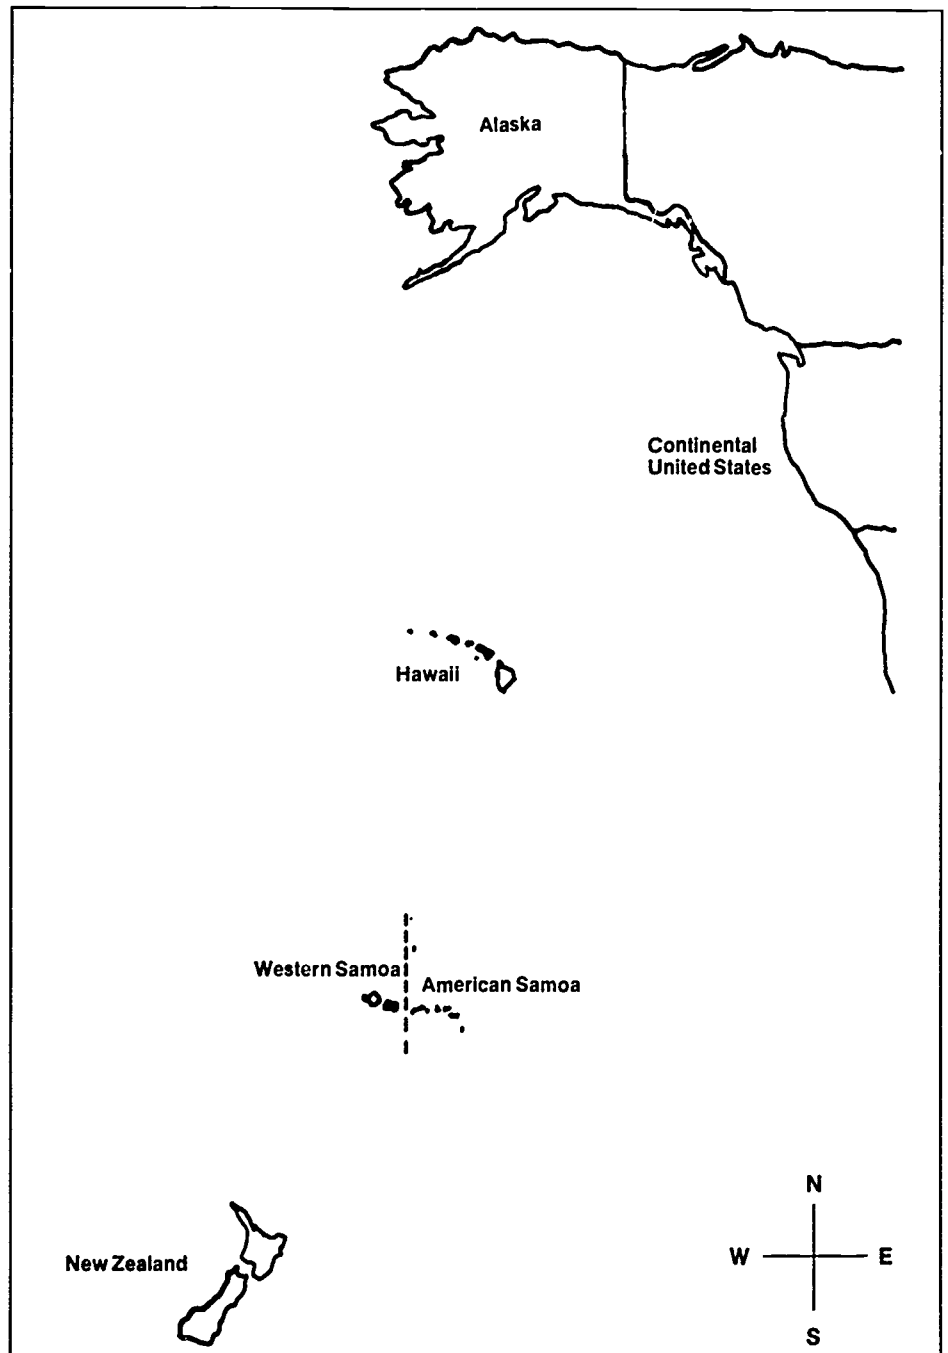 Alaska
Continental
United States
Hawaii
Western Samoa
American Samoa
New Zealand
N
W
E
S